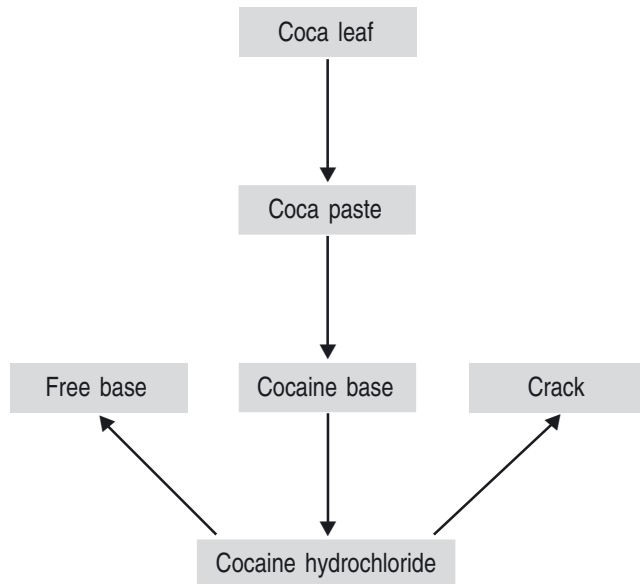 Coca leaf
Coca paste
Free base
Cocaine base
Crack
Cocaine hydrochloride